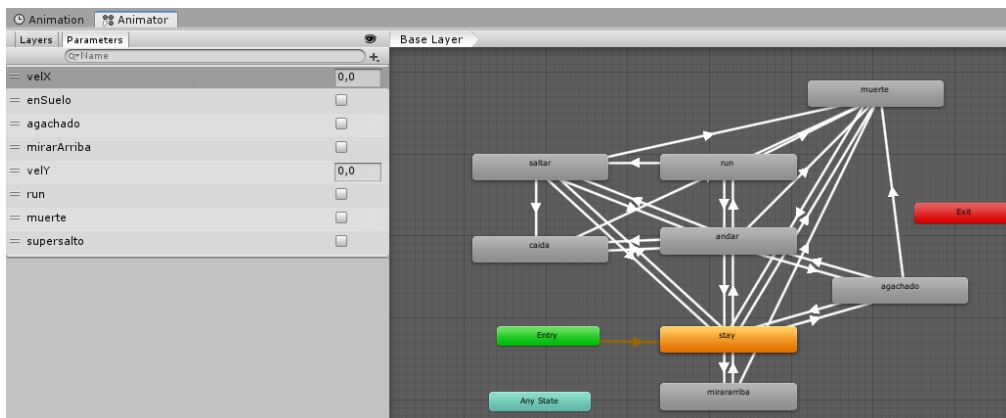 Animation Animator
Layers Parameters
Name
Base Layer
velX 0,0
enSuelo
agachado
mirarArriba
velY 0,0
run
muerte
supersalto
muerte
saltar run
Exit
caida andar
agachado
Entry stay
Any State mirararriba